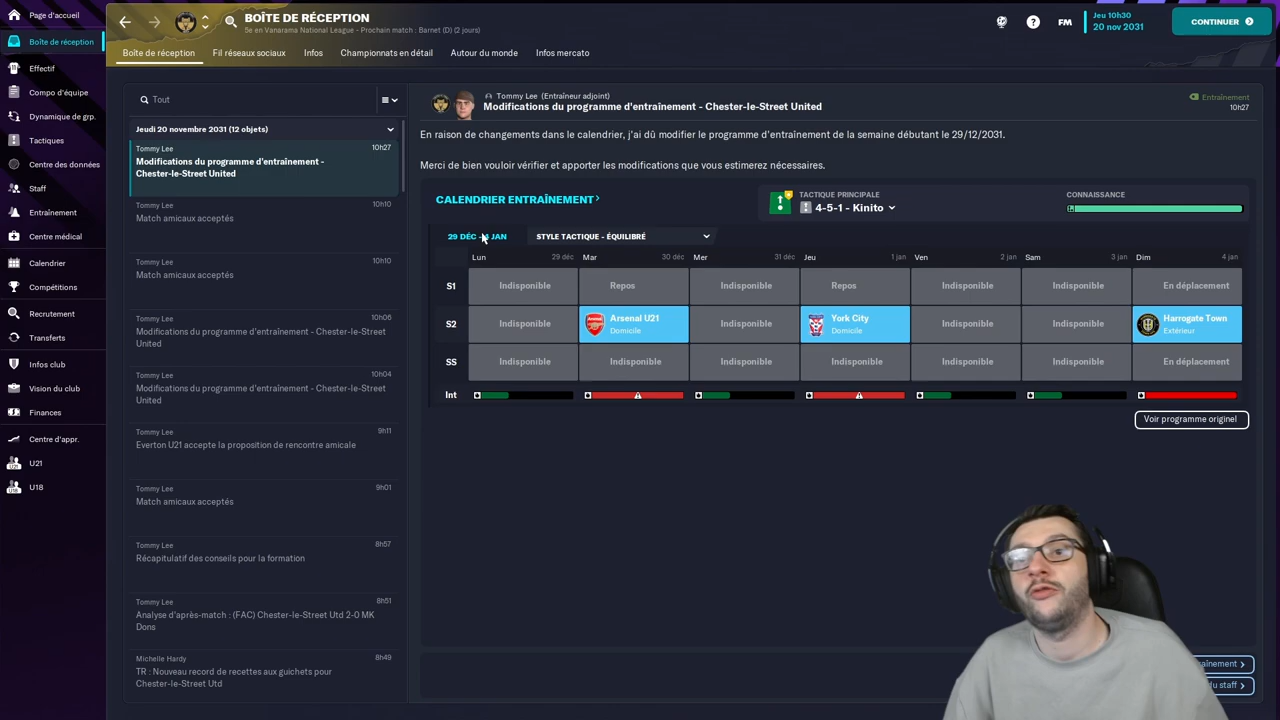 Page d'accueil
Boîte de réception
Effectif
Compo d'équipe
Dynamique de grp.
Tactiques
Centre des données
Staff
Entraînement
Centre médical
Calendrier
Compétitions
Recrutement
Transferts
Infos club
Vision du club
Finances
Centre d'appr.
U21
U18
BOÎTE DE RÉCEPTION
5e en Vanarama National League - Prochain match : Barnet (D) (2 jours)
FM
Jeu 10h30
20 nov 2031
CONTINUER
Boîte de réception
Fil réseaux sociaux
Infos
Championnats en détail
Autour du monde
Infos mercato
Tout
Jeudi 20 novembre 2031 (12 objets)
Tommy Lee 10h27
Modifications du programme d'entraînement -
Chester-le-Street United
Tommy Lee 10h10
Match amicaux acceptés
Tommy Lee 10h10
Match amicaux acceptés
Tommy Lee 10h06
Modifications du programme d'entraînement - Chester-le-Street
United
Tommy Lee 10h04
Modifications du programme d'entraînement - Chester-le-Street
United
Tommy Lee 9h11
Everton U21 accepte la proposition de rencontre amicale
Tommy Lee 9h01
Match amicaux acceptés
Tommy Lee 8h57
Récapitulatif des conseils pour la formation
Tommy Lee 8h51
Analyse d'après-match : (FAC) Chester-le-Street Utd 2-0 MK
Dons
Michelle Hardy 8h49
TR : Nouveau record de recettes aux guichets pour
Chester-le-Street Utd
Tommy Lee (Entraîneur adjoint)
Modifications du programme d'entraînement - Chester-le-Street United
Entraînement
10h27
En raison de changements dans le calendrier, j'ai dû modifier le programme d'entraînement de la semaine débutant le 29/12/2031.
Merci de bien vouloir vérifier et apporter les modifications que vous estimerez nécessaires.
CALENDRIER ENTRAÎNEMENT
TACTIQUE PRINCIPALE
4-5-1 - Kinito
CONNAISSANCE
29 DÉC JAN
STYLE TACTIQUE - ÉQUILIBRÉ
Lun 29 déc Mar 30 déc Mer 31 déc Jeu 1 jan Ven 2 jan Sam 3 jan Dim 4 jan
S1 Indisponible Repos Indisponible Repos Indisponible Indisponible En déplacement
S2 Indisponible Arsenal U21 Domicile Indisponible York City Domicile Indisponible Indisponible Harrogate Town Extérieur
SS Indisponible Indisponible Indisponible Indisponible Indisponible Indisponible En déplacement
Int
Voir programme originel
aînement
du staff